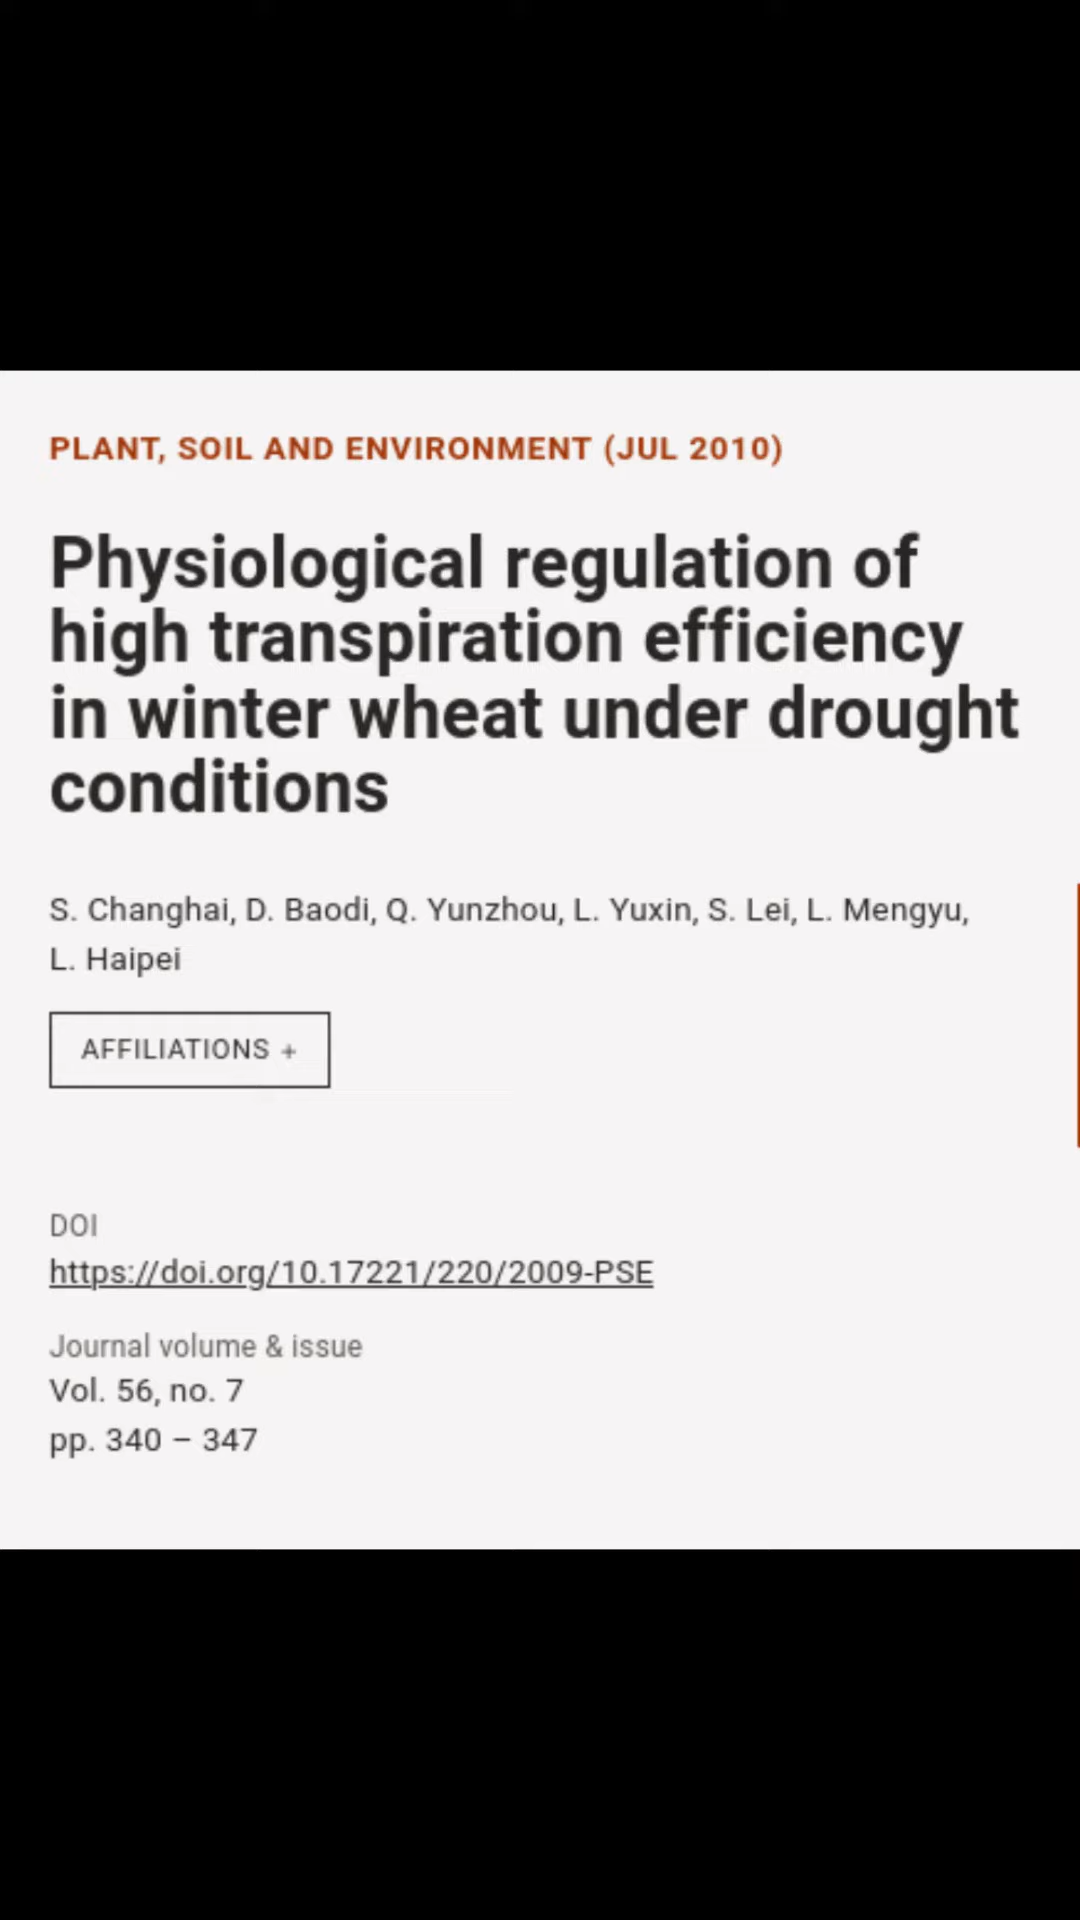 PLANT, SOIL AND ENVIRONMENT (JUL 2010)
Physiological regulation of
high transpiration efficiency
in winter wheat under drought
conditions
S. Changhai, D. Baodi, Q. Yunzhou, L. Yuxin, S. Lei, L. Mengyu,
L. Haipei
AFFILIATIONS +
DOI
https://doi.org/10.17221/220/2009-PSE
Journal volume & issue
Vol. 56, no. 7
pp. 340 – 347